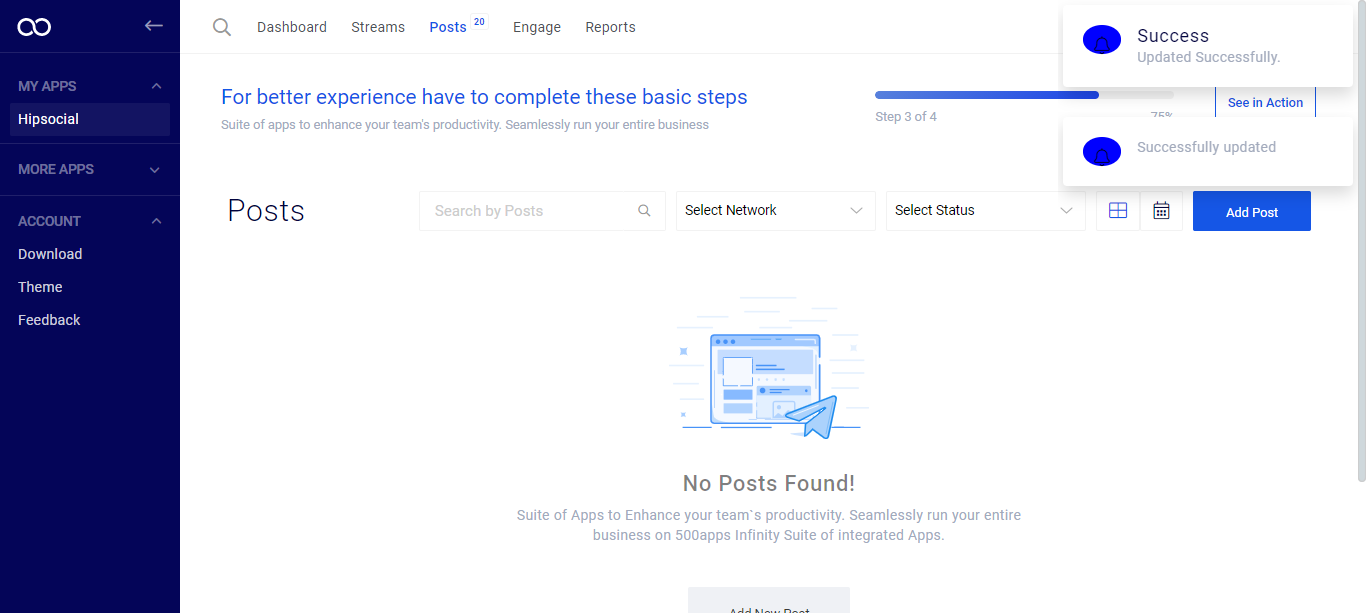 MY APPS
Hipsocial
MORE APPS
ACCOUNT
Download
Theme
Feedback
Dashboard Streams Posts 20 Engage Reports
Success
Updated Successfully.
For better experience have to complete these basic steps
Suite of apps to enhance your team's productivity. Seamlessly run your entire business
Step 3 of 4
75%
See in Action
Successfully updated
Posts
Search by Posts
Select Network
Select Status
Add Post
No Posts Found!
Suite of Apps to Enhance your team`s productivity. Seamlessly run your entire
business on 500apps Infinity Suite of integrated Apps.
Add New Post